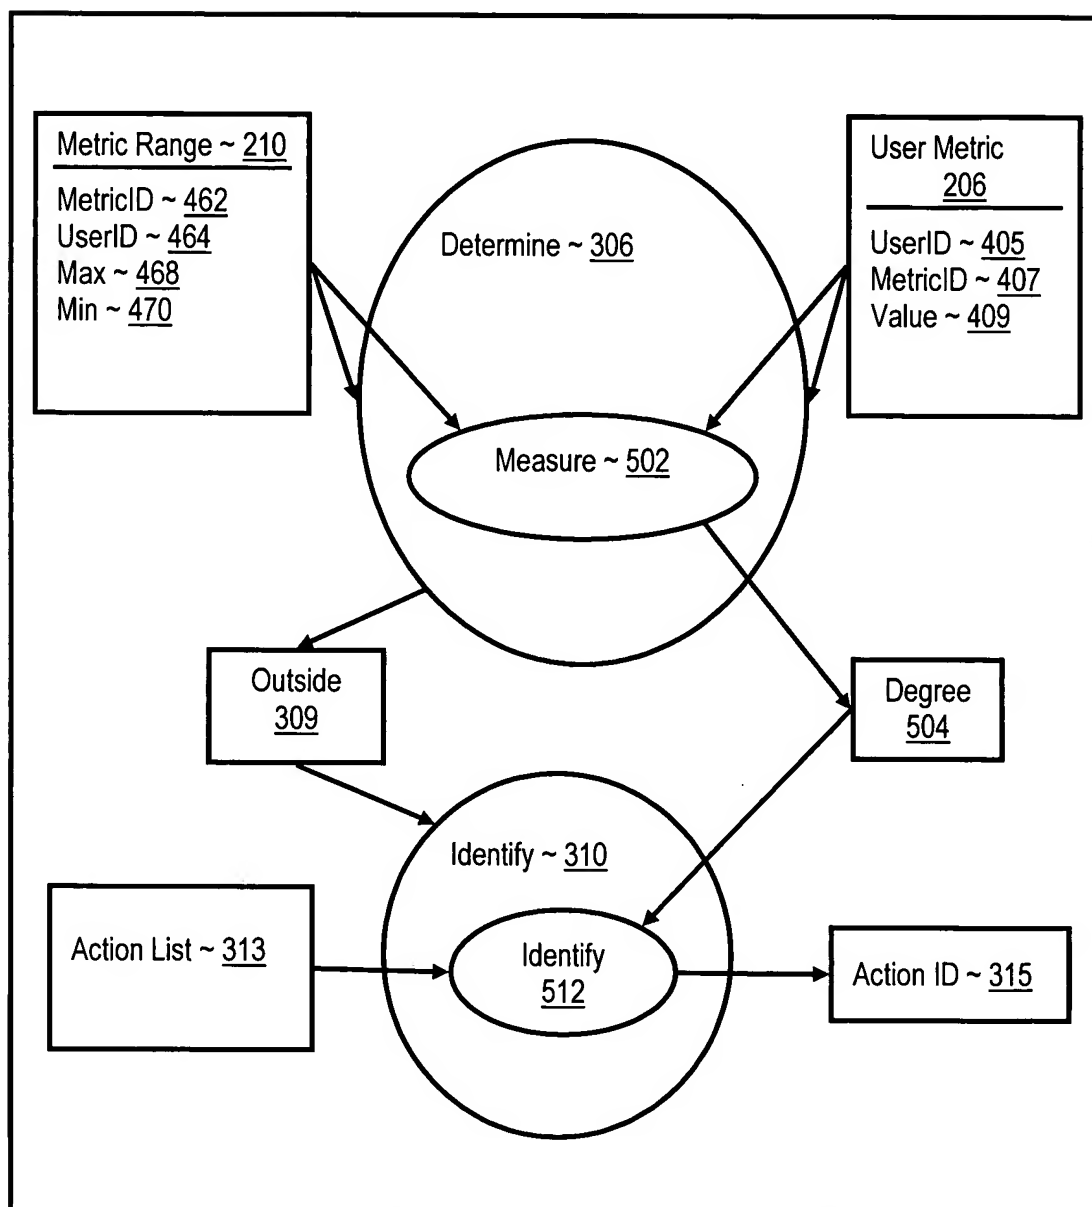 Metric Range ~ 210
MetricID ~ 462
UserID ~ 464
Max ~ 468
Min ~ 470
User Metric
206
UserID ~ 405
MetricID ~ 407
Value ~ 409
Determine ~ 306
Measure ~ 502
Outside
309
Degree
504
Identify ~ 310
Action List ~ 313
Identify
512
Action ID ~ 315